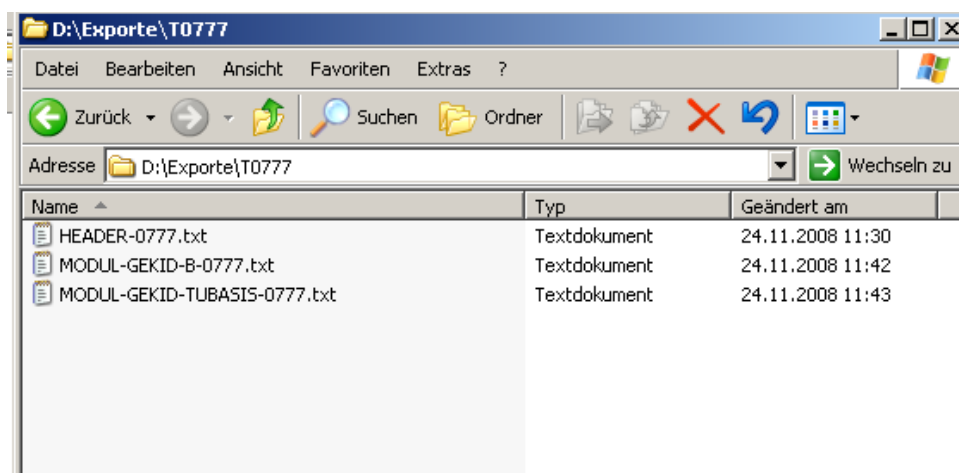 D:\Exporte\T0777
Datei Bearbeiten Ansicht Favoriten Extras ?
Zurück Suchen Ordner
Adresse D:\Exporte\T0777 Wechseln zu
Name Typ Geändert am
HEADER-0777.txt Textdokument 24.11.2008 11:30
MODUL-GEKID-B-0777.txt Textdokument 24.11.2008 11:42
MODUL-GEKID-TUBASIS-0777.txt Textdokument 24.11.2008 11:43